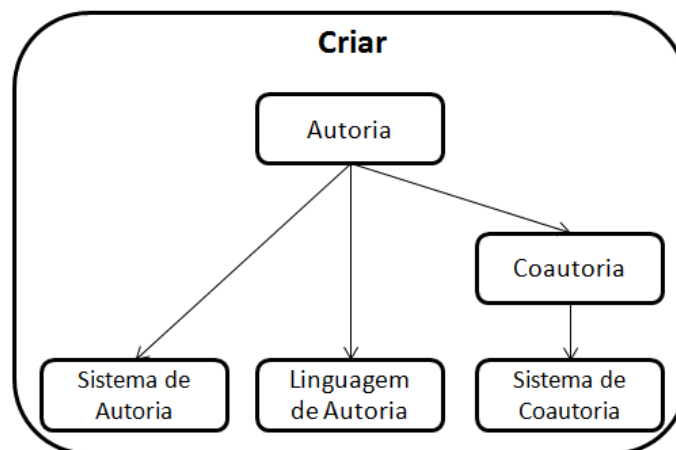 Criar
Autoria
Coautoria
Sistema de
Autoria
Linguagem
de Autoria
Sistema de
Coautoria